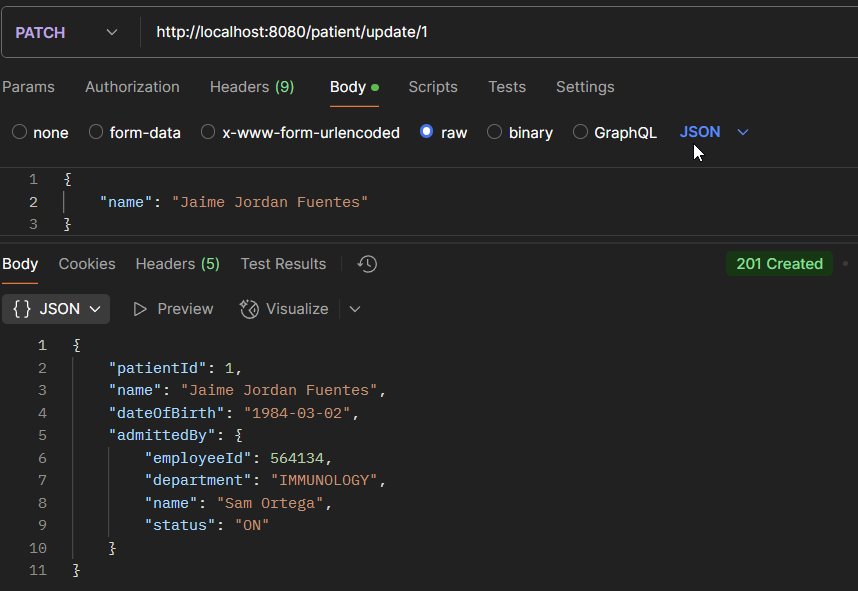 PATCH http://localhost:8080/patient/update/1
Params Authorization Headers (9) Body Scripts Tests Settings
none form-data x-www-form-urlencoded raw binary GraphQL JSON
1 {
2 "name": "Jaime Jordan Fuentes"
3 }
Body Cookies Headers (5) Test Results 201 Created
{} JSON Preview Visualize
1 {
2 "patientId": 1,
3 "name": "Jaime Jordan Fuentes",
4 "dateOfBirth": "1984-03-02",
5 "admittedBy": {
6 "employeeId": 564134,
7 "department": "IMMUNOLOGY",
8 "name": "Sam Ortega",
9 "status": "ON"
10 }
11 }